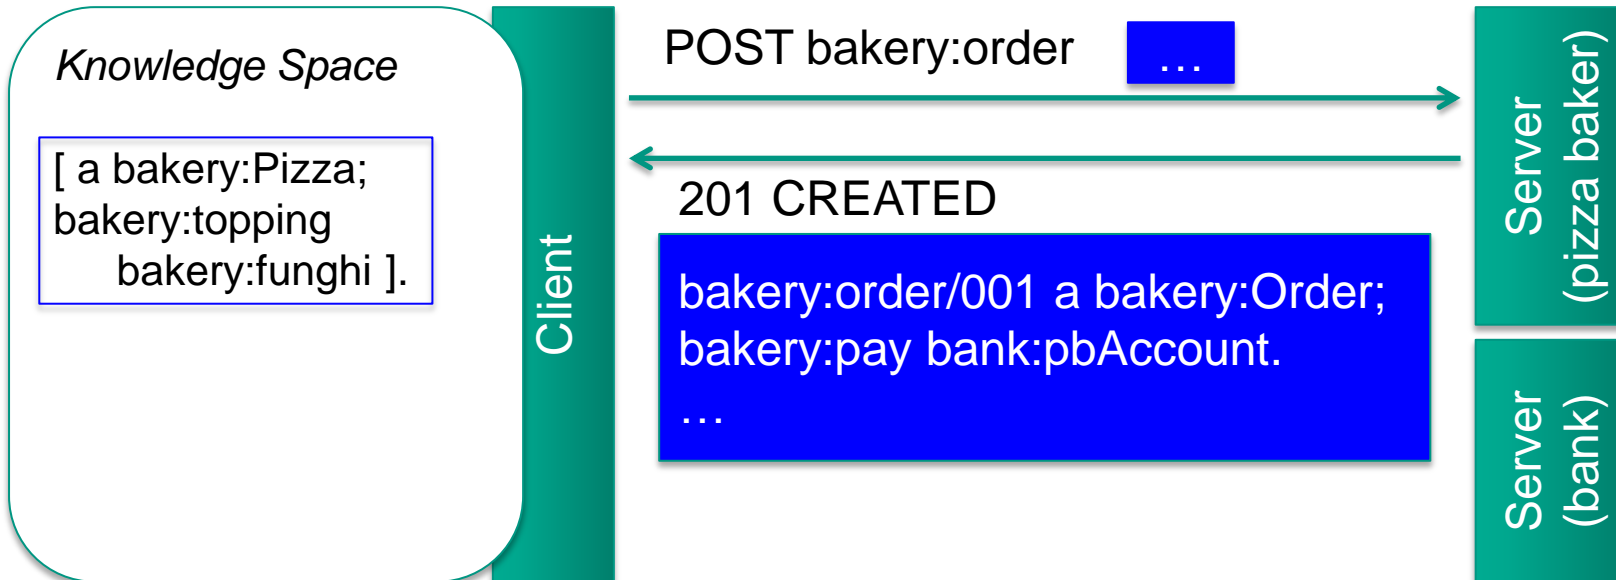 Knowledge Space
[ a bakery:Pizza;
bakery:topping
bakery:funghi ].
Client
POST bakery:order
…
201 CREATED
bakery:order/001 a bakery:Order;
bakery:pay bank:pbAccount.
…
Server
(pizza baker)
Server
(bank)